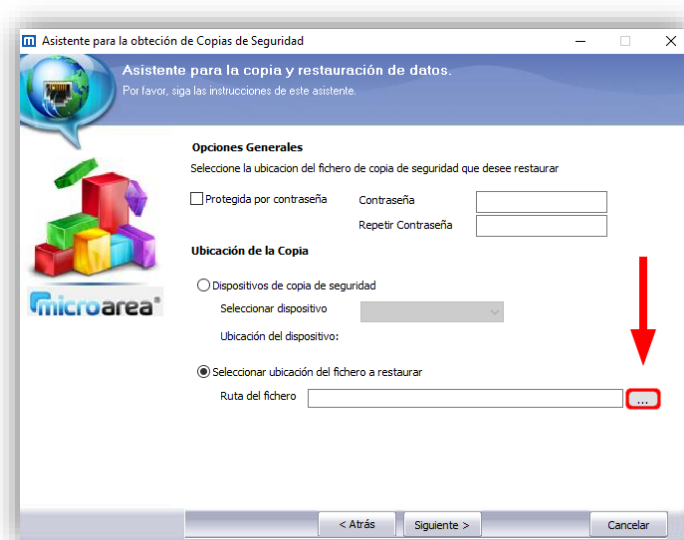 Asistente para la obteción de Copias de Seguridad
Asistente para la copia y restauración de datos.
Por favor, siga las instrucciones de este asistente.
Opciones Generales
Seleccione la ubicacion del fichero de copia de seguridad que desee restaurar
Protegida por contraseña Contraseña
Repetir Contraseña
Ubicación de la Copia
Dispositivos de copia de seguridad
Seleccionar dispositivo
microarea®
Ubicación del dispositivo:
Seleccionar ubicación del fichero a restaurar
Ruta del fichero ...
< Atrás Siguiente > Cancelar